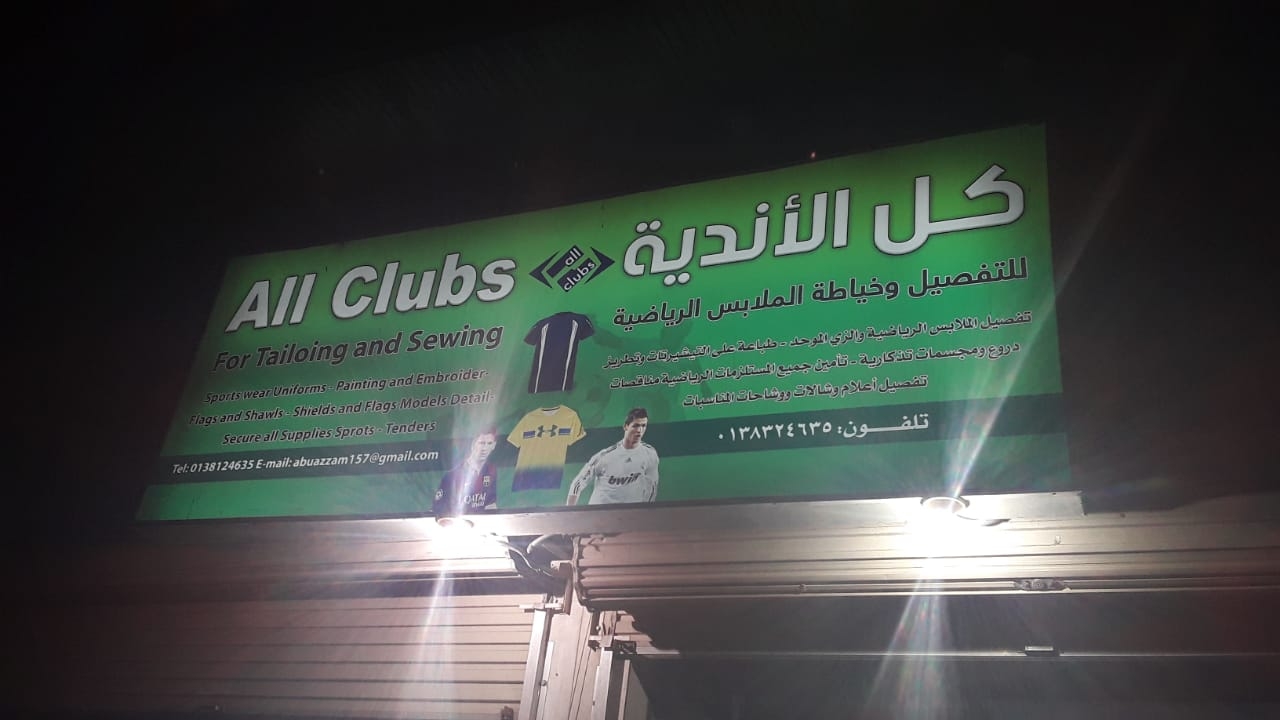 كل الأندية
للتفصيل وخياطة الملابس الرياضية
تفصيل الملابس الرياضية والزي الموحد - طباعة على التيشيرتات وتطريز
دروع ومجسمات تذكارية - تأمين جميع المستلزمات الرياضية مناقصات
تفصيل أعلام وشالات ووشاحات المناسبات
تلفـــون: ٠١٣٨٣٢٤٦٣٥
all
clubs
All Clubs
For Tailoing and Sewing
Sports wear Uniforms - Painting and Embroider-
Flags and Shawls - Shields and Flags Models Detail-
Secure all Supplies Sprots - Tenders
Tel: 0138124635 E-mail: abuazzam157@gmail.com
QATAR
bwin